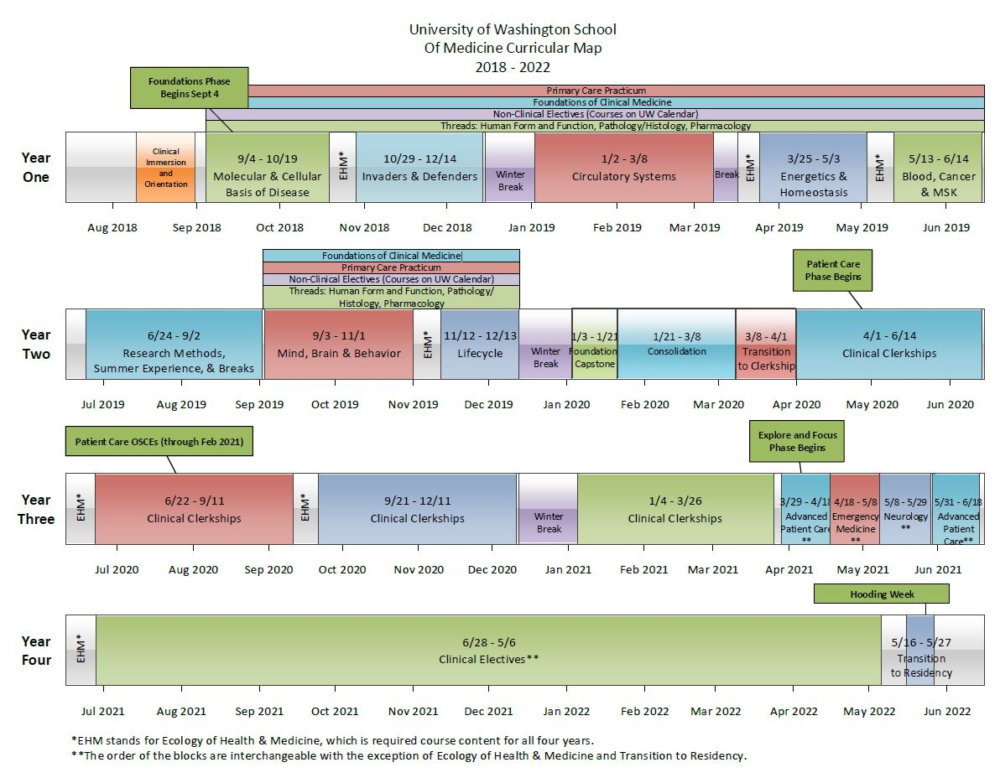 University of Washington School
Of Medicine Curricular Map
2018 - 2022
Foundations Phase
Begins Sept 4
Primary Care Practicum
Foundations of Clinical Medicine
Non-Clinical Electives (Courses on UW Calendar)
Threads: Human Form and Function, Pathology/Histology, Pharmacology
Year
One
Clinical
Immersion
and
Orientation
9/4 - 10/19
Molecular & Cellular
Basis of Disease
EHM*
10/29 - 12/14
Invaders & Defenders
Winter
Break
1/2 - 3/8
Circulatory Systems
Break
EHM*
3/25 - 5/3
Energetics &
Homeostasis
EHM*
5/13 - 6/14
Blood, Cancer
& MSK
Aug 2018 Sep 2018 Oct 2018 Nov 2018 Dec 2018 Jan 2019 Feb 2019 Mar 2019 Apr 2019 May 2019 Jun 2019
Foundations of Clinical Medicine
Primary Care Practicum
Non-Clinical Electives (Courses on UW Calendar)
Threads: Human Form and Function, Pathology/
Histology, Pharmacology
Patient Care
Phase Begins
Year
Two
6/24 - 9/2
Research Methods,
Summer Experience, & Breaks
9/3 - 11/1
Mind, Brain & Behavior
EHM*
11/12 - 12/13
Lifecycle
Winter
Break
1/3 - 1/21
Foundation
Capstone
1/21 - 3/8
Consolidation
3/8 - 4/1
Transition
to Clerkship
4/1 - 6/14
Clinical Clerkships
Jul 2019 Aug 2019 Sep 2019 Oct 2019 Nov 2019 Dec 2019 Jan 2020 Feb 2020 Mar 2020 Apr 2020 May 2020 Jun 2020
Patient Care OSCEs (through Feb 2021)
Explore and Focus
Phase Begins
Year
Three
EHM*
6/22 - 9/11
Clinical Clerkships
EHM*
9/21 - 12/11
Clinical Clerkships
Winter
Break
1/4 - 3/26
Clinical Clerkships
3/29 - 4/18
Advanced
Patient Care
**
4/18 - 5/8
Emergency
Medicine
**
5/8 - 5/29
Neurology
**
5/31 - 6/18
Advanced
Patient
Care**
Jul 2020 Aug 2020 Sep 2020 Oct 2020 Nov 2020 Dec 2020 Jan 2021 Feb 2021 Mar 2021 Apr 2021 May 2021 Jun 2021
Hooding Week
Year
Four
EHM*
6/28 - 5/6
Clinical Electives**
5/16 - 5/27
Transition
to Residency
Jul 2021 Aug 2021 Sep 2021 Oct 2021 Nov 2021 Dec 2021 Jan 2022 Feb 2022 Mar 2022 Apr 2022 May 2022 Jun 2022
*EHM stands for Ecology of Health & Medicine, which is required course content for all four years.
**The order of the blocks are interchangeable with the exception of Ecology of Health & Medicine and Transition to Residency.